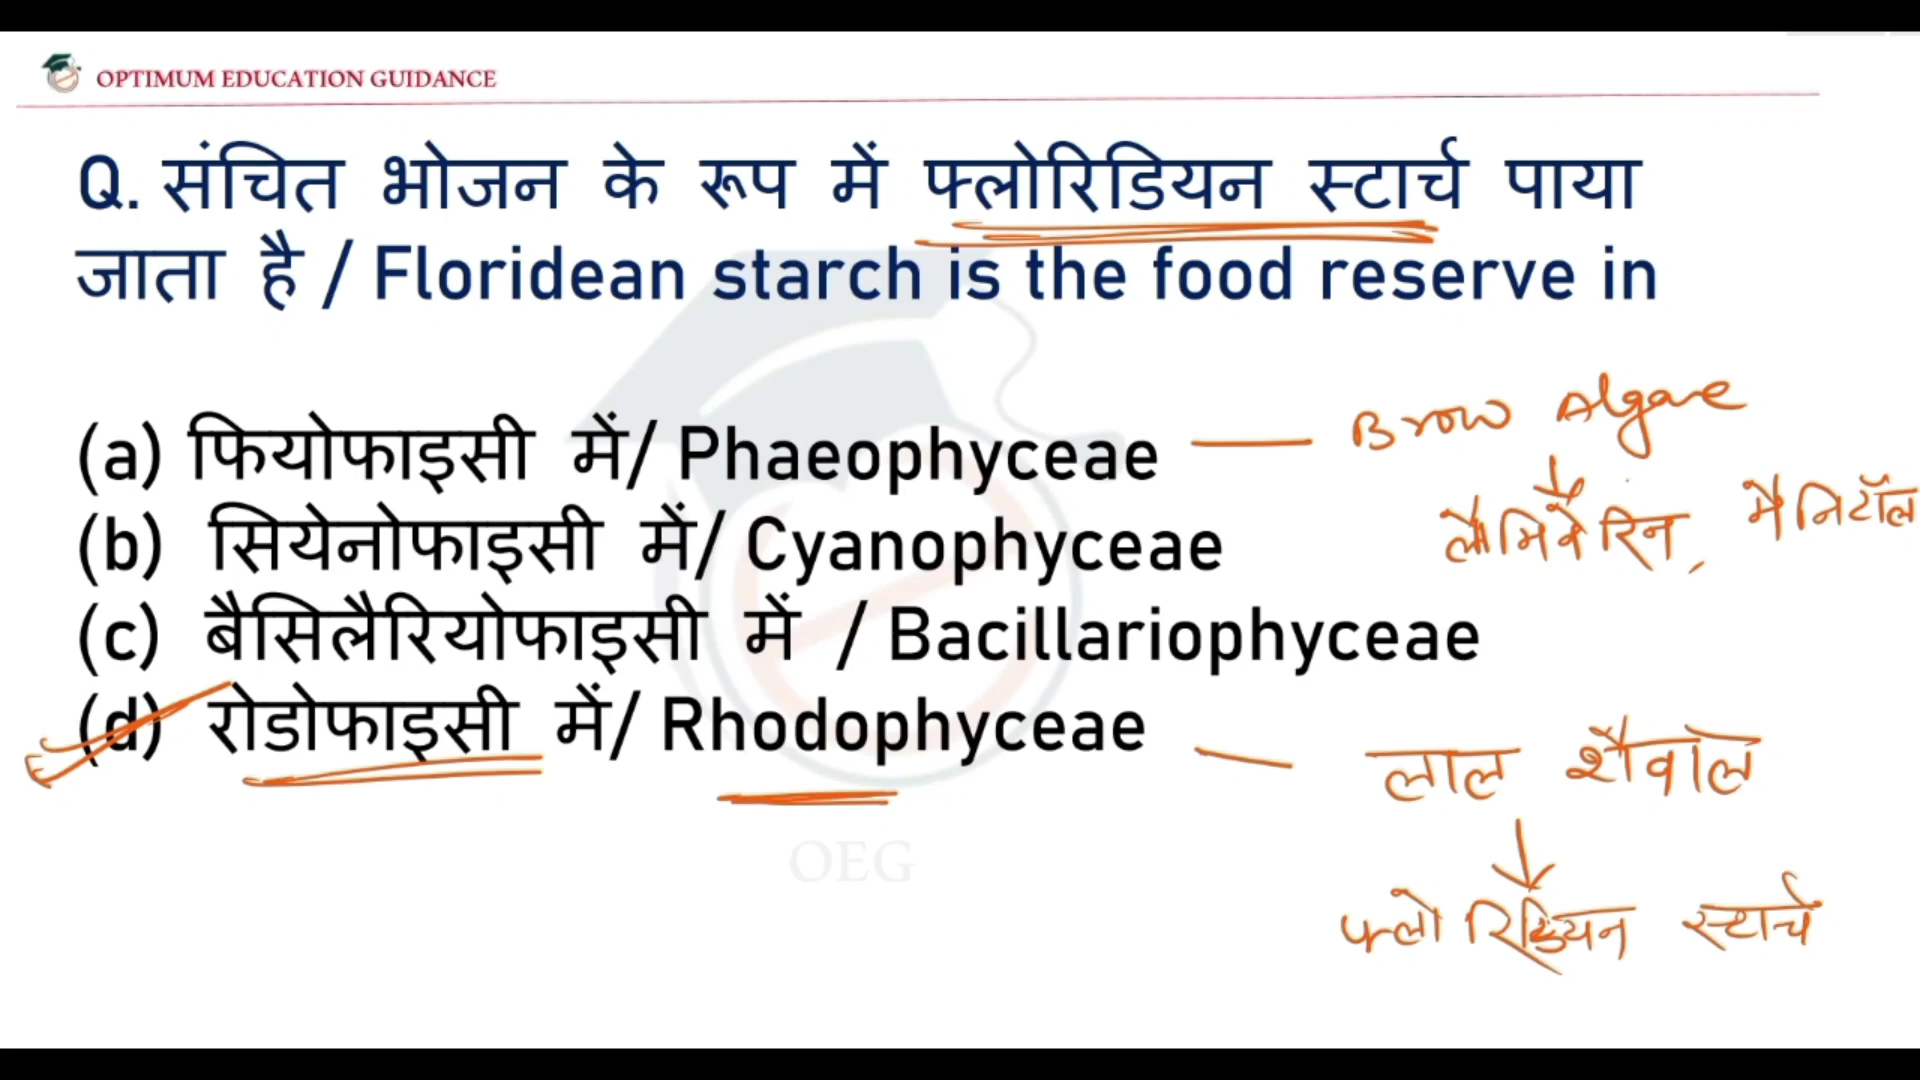 OPTIMUM EDUCATION GUIDANCE
Q. संचित भोजन के रूप में फ्लोरिडियन स्टार्च पाया
जाता है / Floridean starch is the food reserve in
(a) फियोफाइसी में/ Phaeophyceae
Brow Algae
लैमिनेरिन, मैनिटॉल
(b) सियेनोफाइसी में/ Cyanophyceae
(c) बैसिलैरियोफाइसी में / Bacillariophyceae
(d) रोडोफाइसी में/ Rhodophyceae
लाल शैवाल
फ्लोरिडियन स्टार्च
OEG